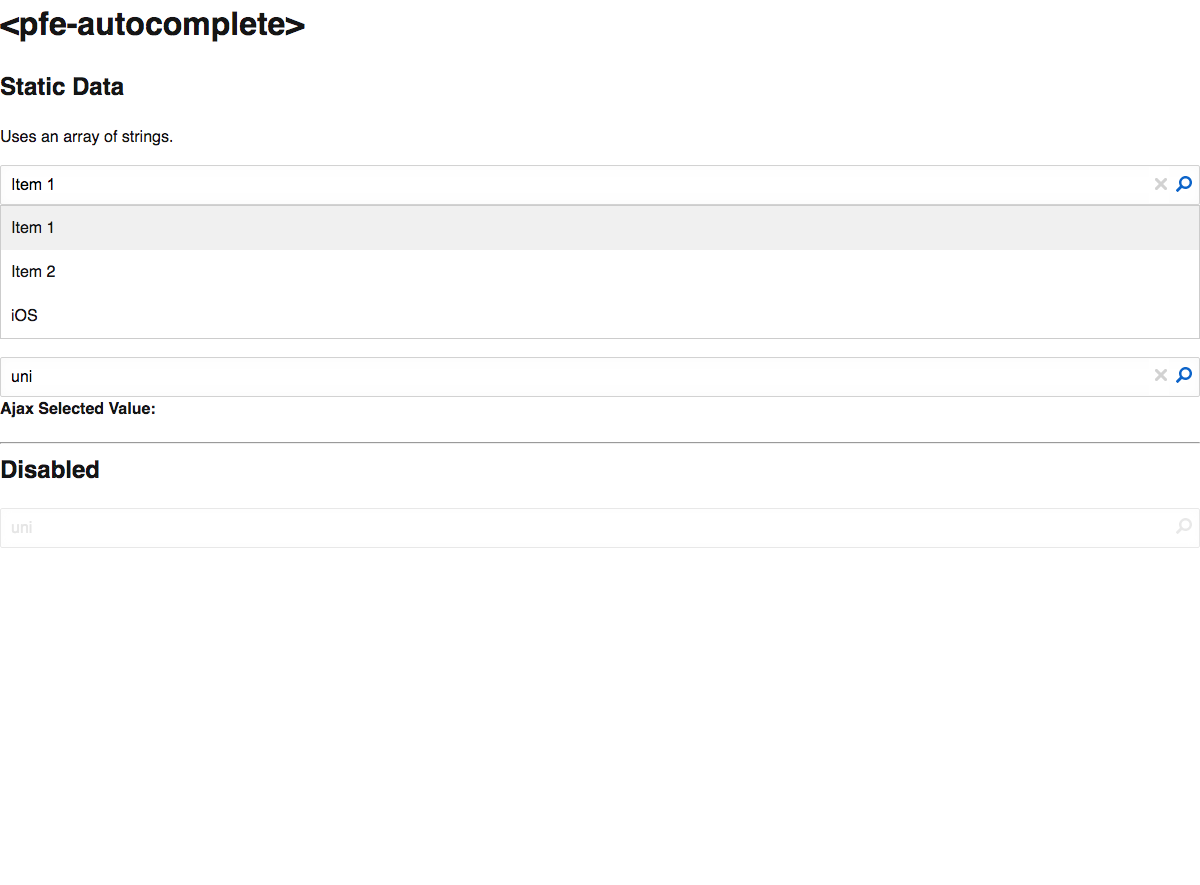 <pfe-autocomplete>
Static Data
Uses an array of strings.
Item 1
Item 1
Item 2
iOS
uni
Ajax Selected Value:
Disabled
uni